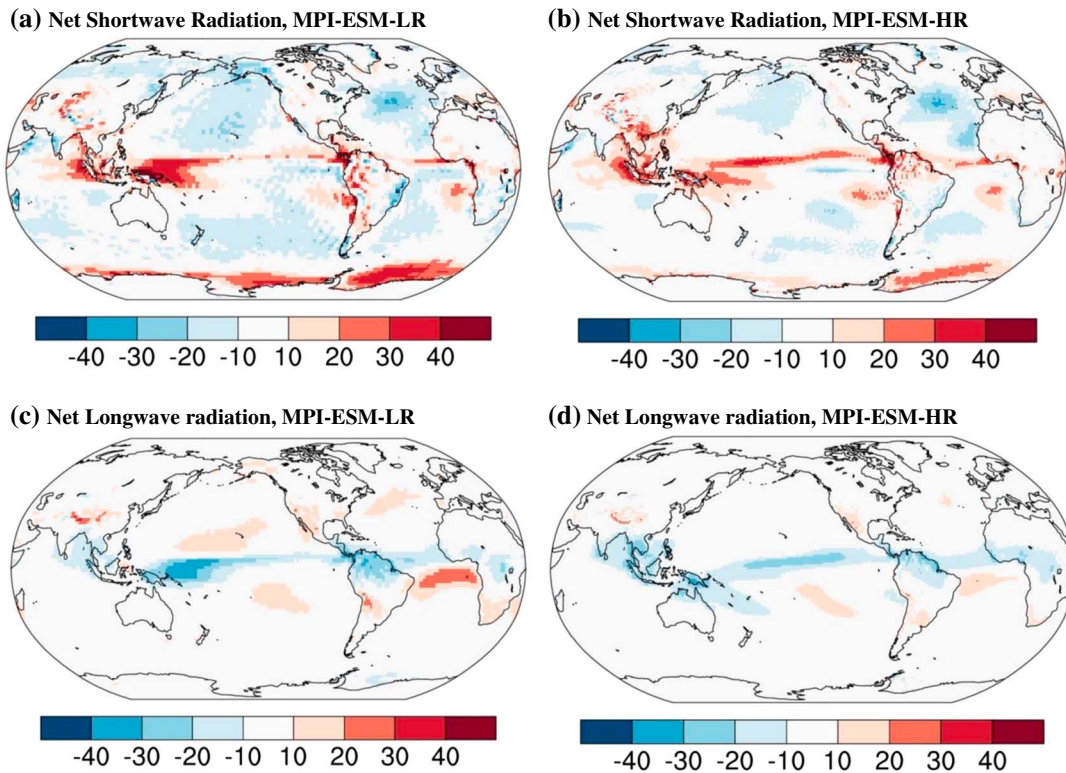 (a) Net Shortwave Radiation, MPI-ESM-LR
(b) Net Shortwave Radiation, MPI-ESM-HR
-40 -30 -20 -10 10 20 30 40
-40 -30 -20 -10 10 20 30 40
(c) Net Longwave radiation, MPI-ESM-LR
(d) Net Longwave radiation, MPI-ESM-HR
-40 -30 -20 -10 10 20 30 40
-40 -30 -20 -10 10 20 30 40